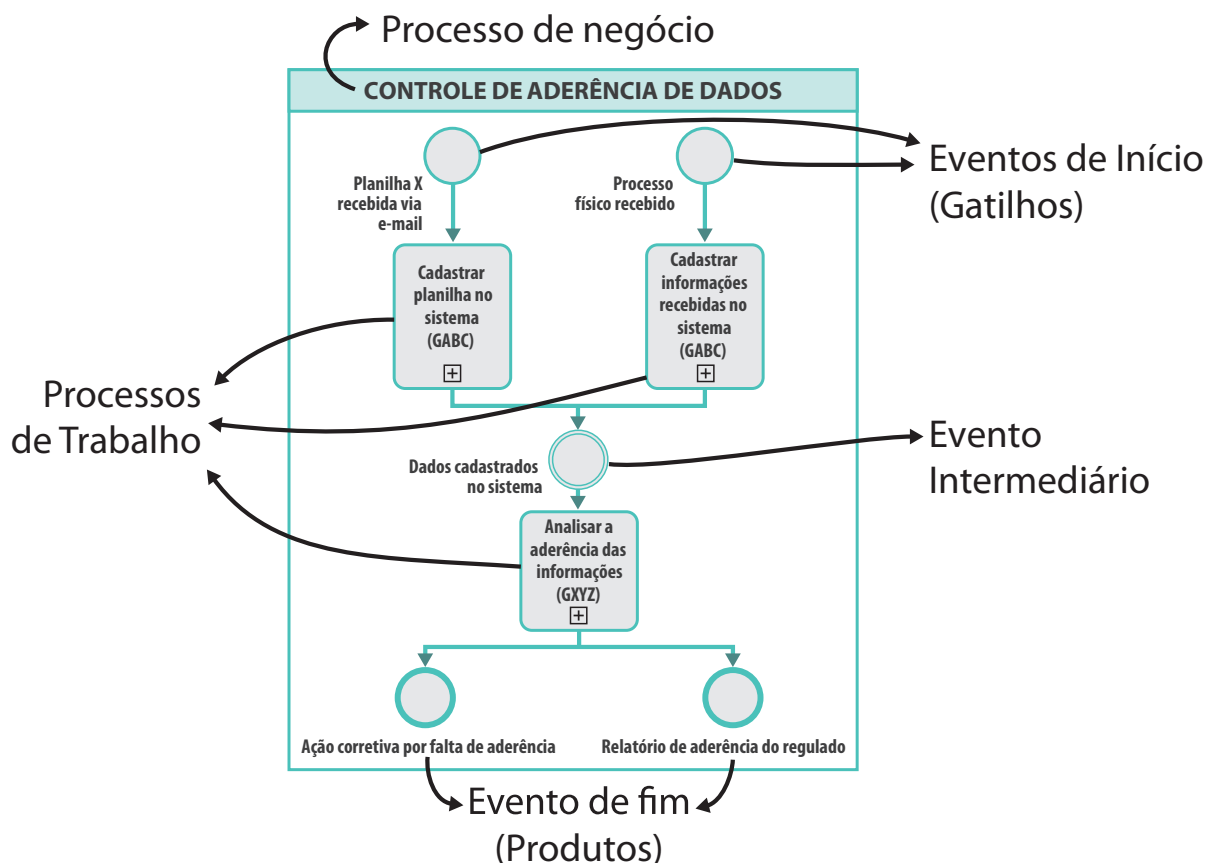 Processo de negócio
CONTROLE DE ADERÊNCIA DE DADOS
Planilha X
recebida via
e-mail
Processo
físico recebido
Eventos de Início
(Gatilhos)
Cadastrar
planilha no
sistema
(GABC)
Cadastrar
informações
recebidas no
sistema
(GABC)
Processos
de Trabalho
Dados cadastrados
no sistema
Evento
Intermediário
Analisar a
aderência das
informações
(GXYZ)
Ação corretiva por falta de aderência
Relatório de aderência do regulado
Evento de fim
(Produtos)